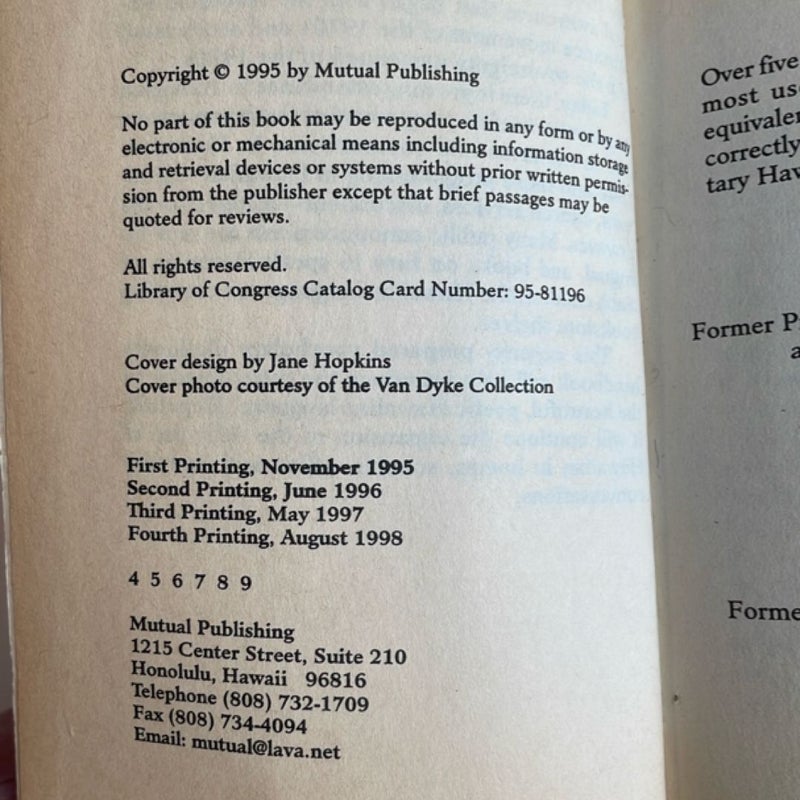 Copyright © 1995 by Mutual Publishing
No part of this book may be reproduced in any form or by any
electronic or mechanical means including information storage
and retrieval devices or systems without prior written permis-
sion from the publisher except that brief passages may be
quoted for reviews.
All rights reserved.
Library of Congress Catalog Card Number: 95-81196
Cover design by Jane Hopkins
Cover photo courtesy of the Van Dyke Collection
First Printing, November 1995
Second Printing, June 1996
Third Printing, May 1997
Fourth Printing, August 1998
4 5 6 7 8 9
Mutual Publishing
1215 Center Street, Suite 210
Honolulu, Hawaii 96816
Telephone (808) 732-1709
Fax (808) 734-4094
Email: mutual@lava.net
Over five
most
correctly
tary
Former